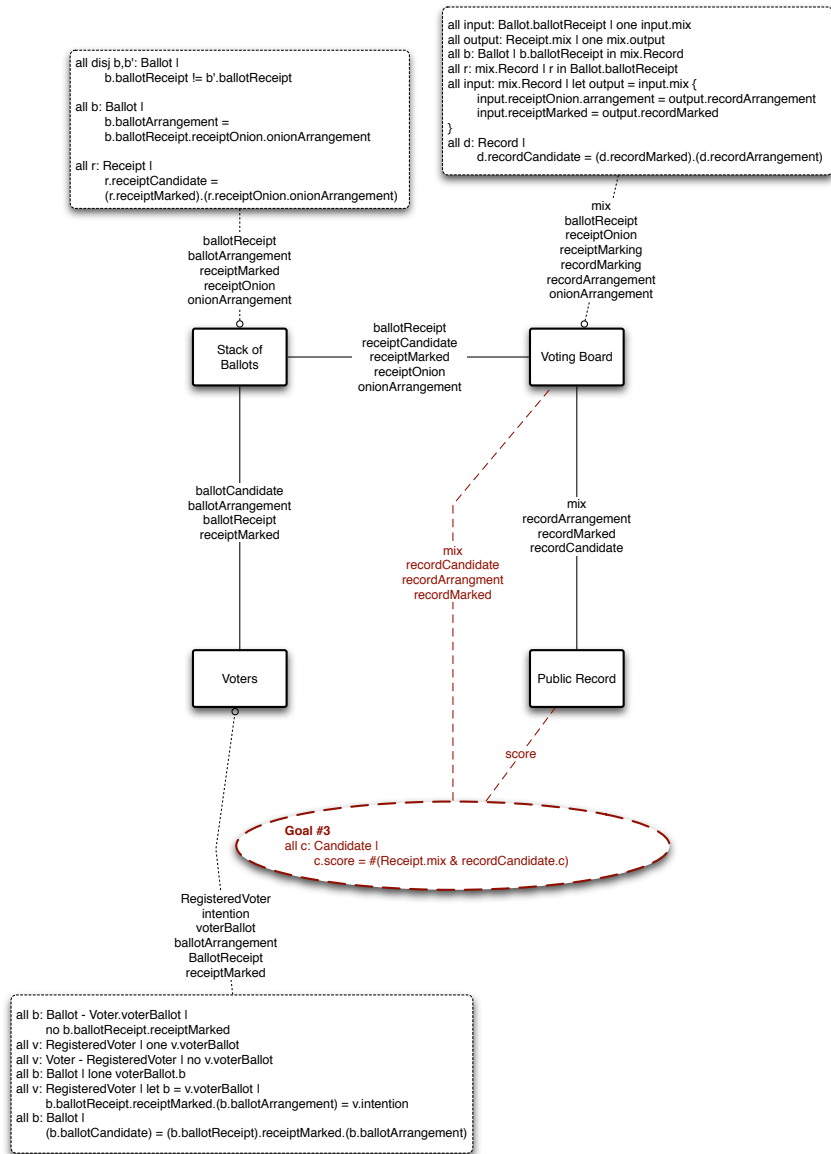 all disj b,b': Ballot |
b.ballotReceipt != b'.ballotReceipt
all b: Ballot |
b.ballotArrangement =
b.ballotReceipt.receiptOnion.onionArrangement
all r: Receipt |
r.receiptCandidate =
(r.receiptMarked).(r.receiptOnion.onionArrangement)
all input: Ballot.ballotReceipt | one input.mix
all output: Receipt.mix | one mix.output
all b: Ballot | b.ballotReceipt in mix.Record
all r: mix.Record | r in Ballot.ballotReceipt
all input: mix.Record | let output = input.mix {
input.receiptOnion.arrangement = output.recordArrangement
input.receiptMarked = output.recordMarked
}
all d: Record |
d.recordCandidate = (d.recordMarked).(d.recordArrangement)
ballotReceipt
ballotArrangement
receiptMarked
receiptOnion
onionArrangement
mix
ballotReceipt
receiptOnion
receiptMarking
recordMarking
recordArrangement
onionArrangement
Stack of
Ballots
ballotReceipt
receiptCandidate
receiptMarked
receiptOnion
onionArrangement
Voting Board
ballotCandidate
ballotArrangement
ballotReceipt
receiptMarked
mix
recordArrangement
recordMarked
recordCandidate
mix
recordCandidate
recordArrangment
recordMarked
Voters
Public Record
score
Goal #3
all c: Candidate |
c.score = #(Receipt.mix & recordCandidate.c)
RegisteredVoter
intention
voterBallot
ballotArrangement
BallotReceipt
receiptMarked
all b: Ballot - Voter.voterBallot |
no b.ballotReceipt.receiptMarked
all v: RegisteredVoter | one v.voterBallot
all v: Voter - RegisteredVoter | no v.voterBallot
all b: Ballot | lone voterBallot.b
all v: RegisteredVoter | let b = v.voterBallot |
b.ballotReceipt.receiptMarked.(b.ballotArrangement) = v.intention
all b: Ballot |
(b.ballotCandidate) = (b.ballotReceipt).receiptMarked.(b.ballotArrangement)